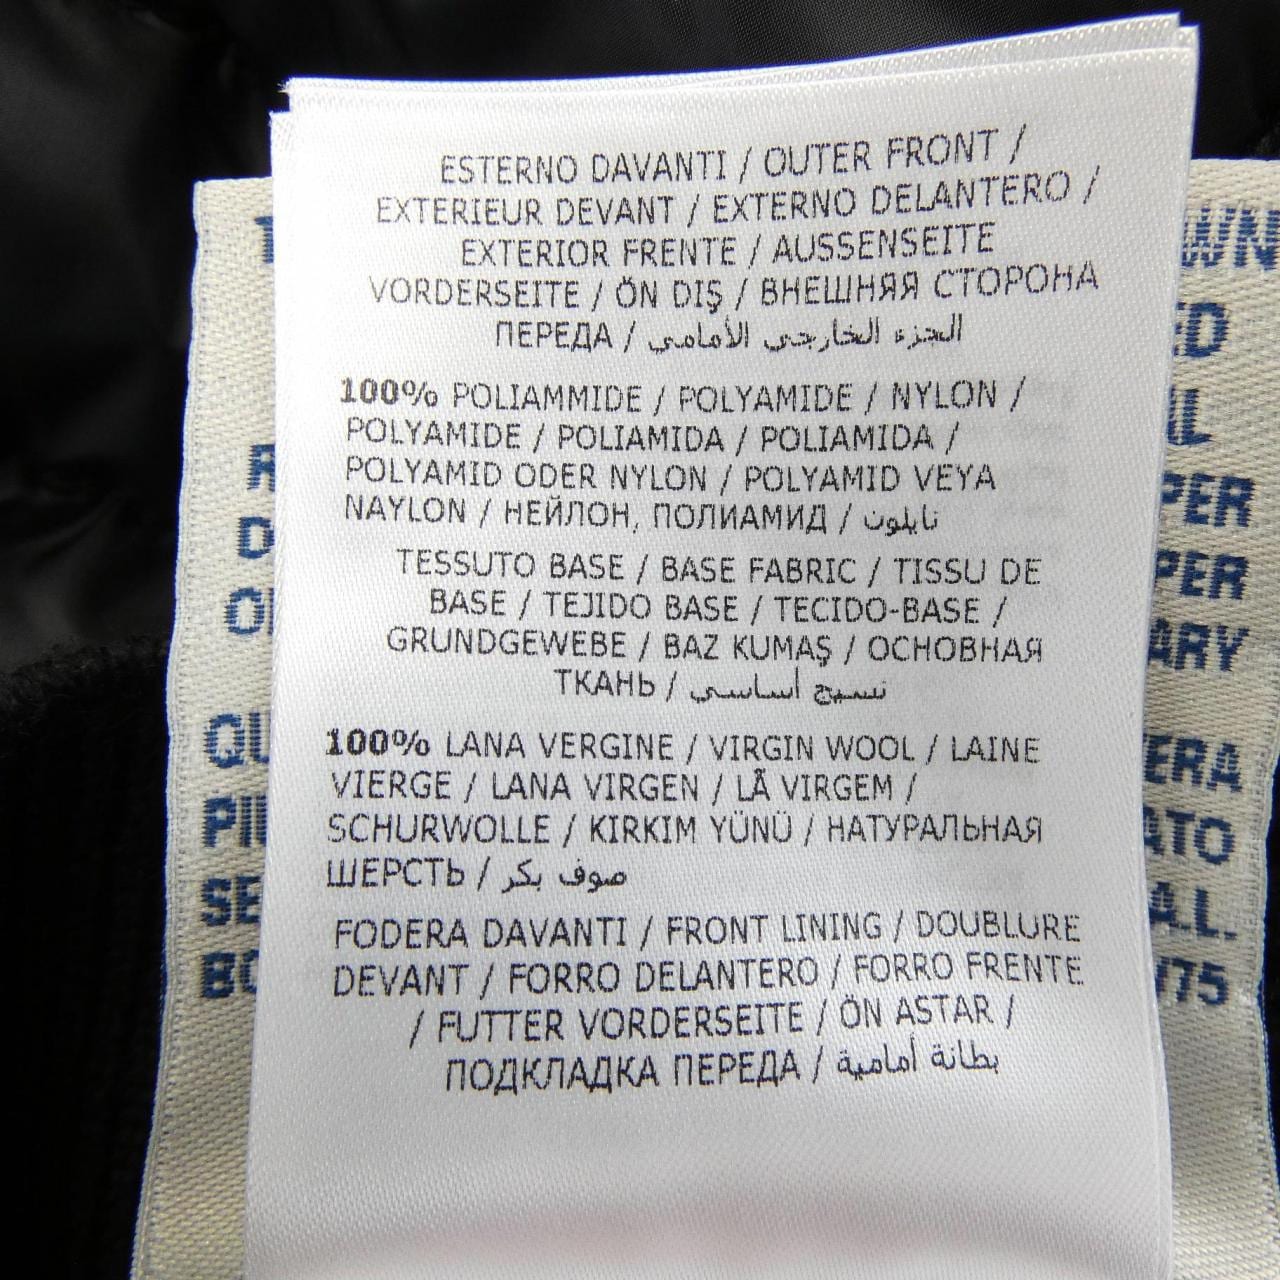 ESTERNO DAVANTI / OUTER FRONT /
EXTERIEUR DEVANT / EXTERNO DELANTERO /
EXTERIOR FRENTE / AUSSENSEITE
VORDERSEITE / ÖN DIŞ / ВНЕШНЯЯ СТОРОНА
ПЕРЕДА / الجزء الخارجي الأمامي
100% POLIAMMIDE / POLYAMIDE / NYLON /
POLYAMIDE / POLIAMIDA / POLIAMIDA /
POLYAMID ODER NYLON / POLYAMID VEYA
NAYLON / НЕЙЛОН, ПОЛИАМИД / نايلون
TESSUTO BASE / BASE FABRIC / TISSU DE
BASE / TEJIDO BASE / TECIDO-BASE /
GRUNDGEWEBE / BAZ KUMAŞ / ОСНОВНАЯ
ТКАНЬ / نسيج أساسي
100% LANA VERGINE / VIRGIN WOOL / LAINE
VIERGE / LANA VIRGEN / LÃ VIRGEM /
SCHURWOLLE / KIRKIM YÜNÜ / НАТУРАЛЬНАЯ
ШЕРСТЬ / صوف بكر
FODERA DAVANTI / FRONT LINING / DOUBLURE
DEVANT / FORRO DELANTERO / FORRO FRENTE
/ FUTTER VORDERSEITE / ÖN ASTAR /
ПОДКЛАДКА ПЕРЕДА / بطانة أمامية